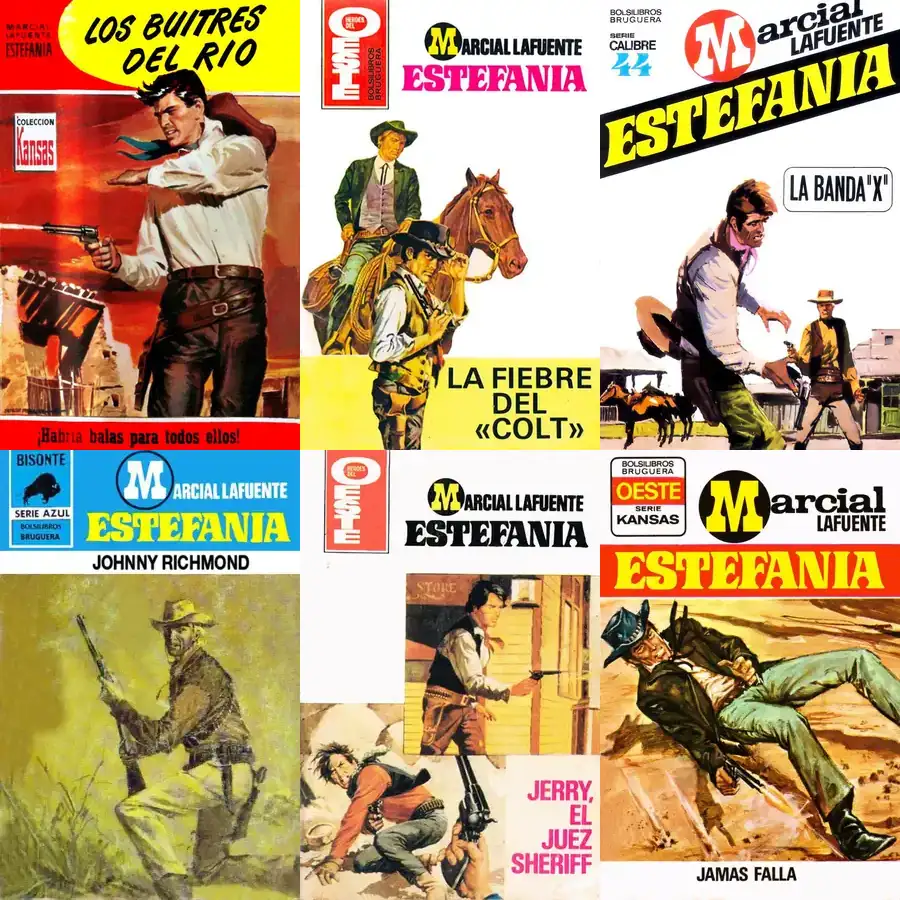 MARCIAL
LAFUENTE
ESTEFANIA
LOS BUITRES
DEL RIO
COLECCION
Kansas
¡Habría balas para todos ellos!
HEROES DEL
OESTE
BOLSILIBROS
BRUGUERA
MARCIAL LAFUENTE
ESTEFANIA
LA FIEBRE
DEL
«COLT»
BOLSILIBROS
BRUGUERA
SERIE
CALIBRE
44
Marcial
LAFUENTE
ESTEFANIA
LA BANDA"X"
BISONTE
SERIE AZUL
BOLSILIBROS
BRUGUERA
MARCIAL LAFUENTE
ESTEFANIA
JOHNNY RICHMOND
HEROES DEL
OESTE
MARCIAL LAFUENTE
ESTEFANIA
STORE
JERRY,
EL
JUEZ
SHERIFF
BOLSILIBROS
BRUGUERA
OESTE
SERIE
KANSAS
Marcial
LAFUENTE
ESTEFANIA
JAMAS FALLA